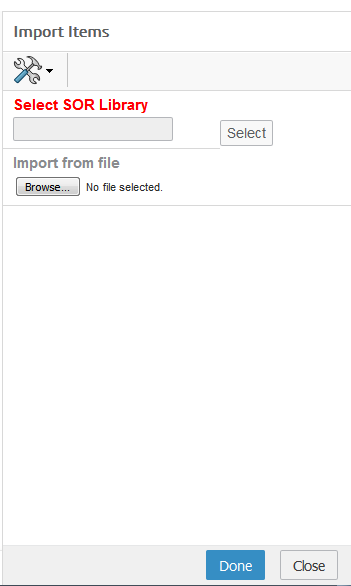 Import Items
Select SOR Library
Select
Import from file
Browse... No file selected.
Done Close